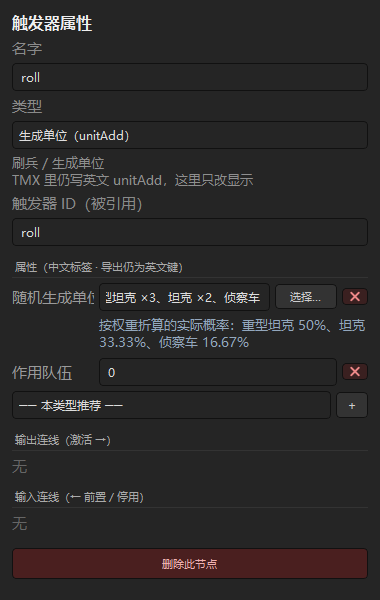 触发器属性
名字
roll
类型
生成单位（unitAdd）
刷兵 / 生成单位
TMX 里仍写英文 unitAdd，这里只改显示
触发器 ID（被引用）
roll
属性（中文标签 · 导出仍为英文键）
随机生成单位
型坦克 ×3、坦克 ×2、侦察车
选择...
按权重折算的实际概率：重型坦克 50%、坦克
33.33%、侦察车 16.67%
作用队伍
0
—— 本类型推荐 ——
+
输出连线（激活 →）
无
输入连线（← 前置 / 停用）
无
删除此节点